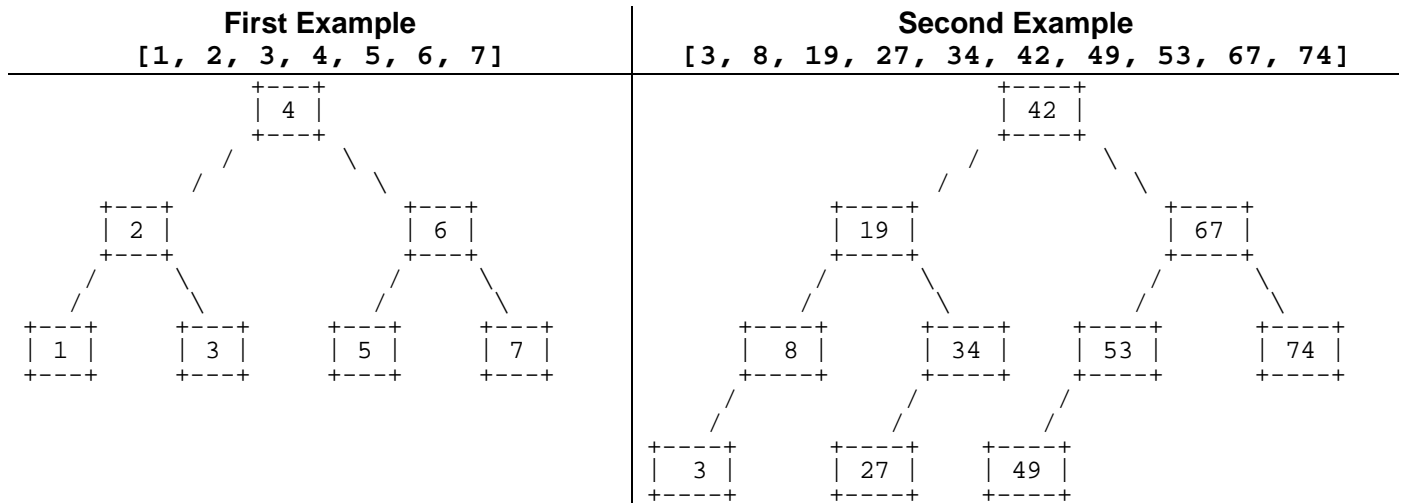 First Example
[1, 2, 3, 4, 5, 6, 7]
4
2 6
1 3 5 7
Second Example
[3, 8, 19, 27, 34, 42, 49, 53, 67, 74]
42
19 67
8 34 53 74
3 27 49